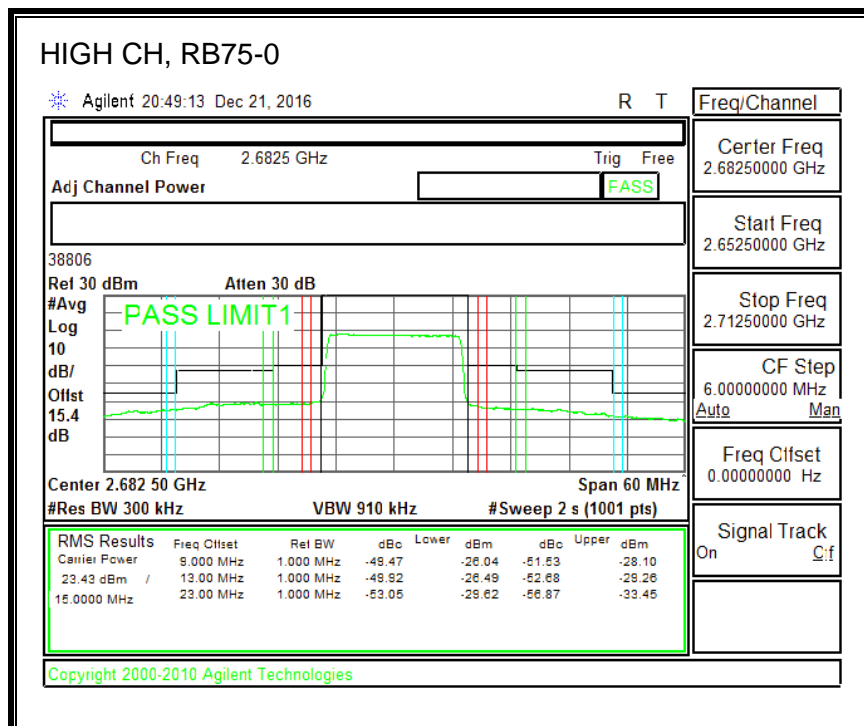 HIGH CH, RB75-0
Agilent 20:49:13 Dec 21, 2016 R T
Freq/Channel
Ch Freq 2.6825 GHz Trig Free
Adj Channel Power PASS
Center Freq
2.68250000 GHz
Start Freq
2.65250000 GHz
38806
Ref 30 dBm Atten 30 dB
#Avg
Log
10
dB/
Offst
15.4
dB
PASS LIMIT1
Stop Freq
2.71250000 GHz
CF Step
6.00000000 MHz
Auto Man
Freq Offset
0.00000000 Hz
Center 2.682 50 GHz Span 60 MHz
#Res BW 300 kHz VBW 910 kHz #Sweep 2 s (1001 pts)
Signal Track
On Off
RMS Results Freq Offset Ref BW dBc Lower dBm dBc Upper dBm
Carrier Power 9.000 MHz 1.000 MHz -49.47 -26.04 -51.53 -28.10
23.43 dBm / 13.00 MHz 1.000 MHz -49.92 -26.49 -52.68 -29.26
15.0000 MHz 23.00 MHz 1.000 MHz -53.05 -29.62 -56.87 -33.45
Copyright 2000-2010 Agilent Technologies